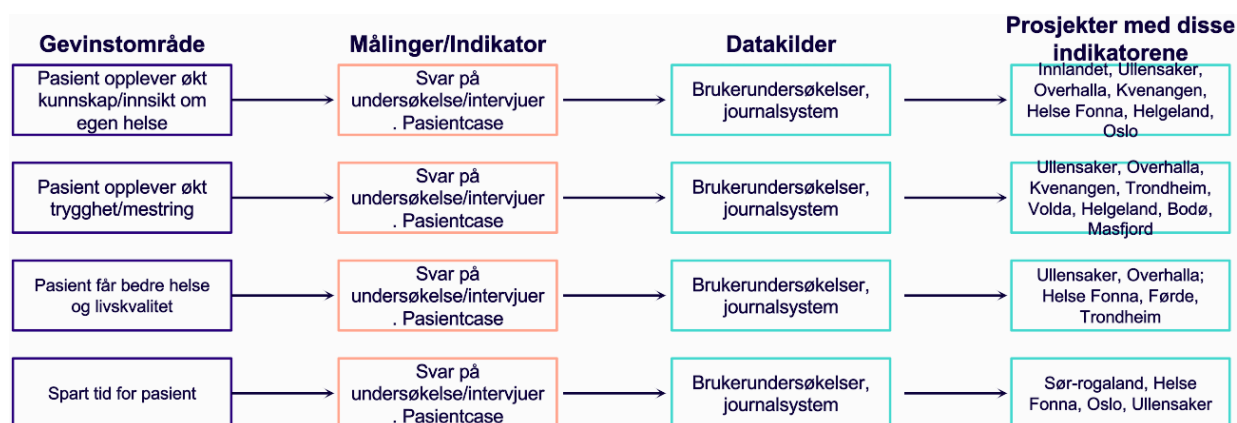 Gevinstområde
Målinger/Indikator
Datakilder
Prosjekter med disse
indikatorene
Pasient opplever økt
kunnskap/innsikt om
egen helse
Svar på
undersøkelse/intervjuer
. Pasientcase
Brukerundersøkelser,
journalsystem
Innlandet, Ullensaker,
Overhalla, Kvenangen,
Helse Fonna, Helgeland,
Oslo
Pasient opplever økt
trygghet/mestring
Svar på
undersøkelse/intervjuer
. Pasientcase
Brukerundersøkelser,
journalsystem
Ullensaker, Overhalla,
Kvenangen, Trondheim,
Volda, Helgeland, Bodø,
Masfjord
Pasient får bedre helse
og livskvalitet
Svar på
undersøkelse/intervjuer
. Pasientcase
Brukerundersøkelser,
journalsystem
Ullensaker, Overhalla;
Helse Fonna, Førde,
Trondheim
Spart tid for pasient
Svar på
undersøkelse/intervjuer
. Pasientcase
Brukerundersøkelser,
journalsystem
Sør-rogaland, Helse
Fonna, Oslo, Ullensaker